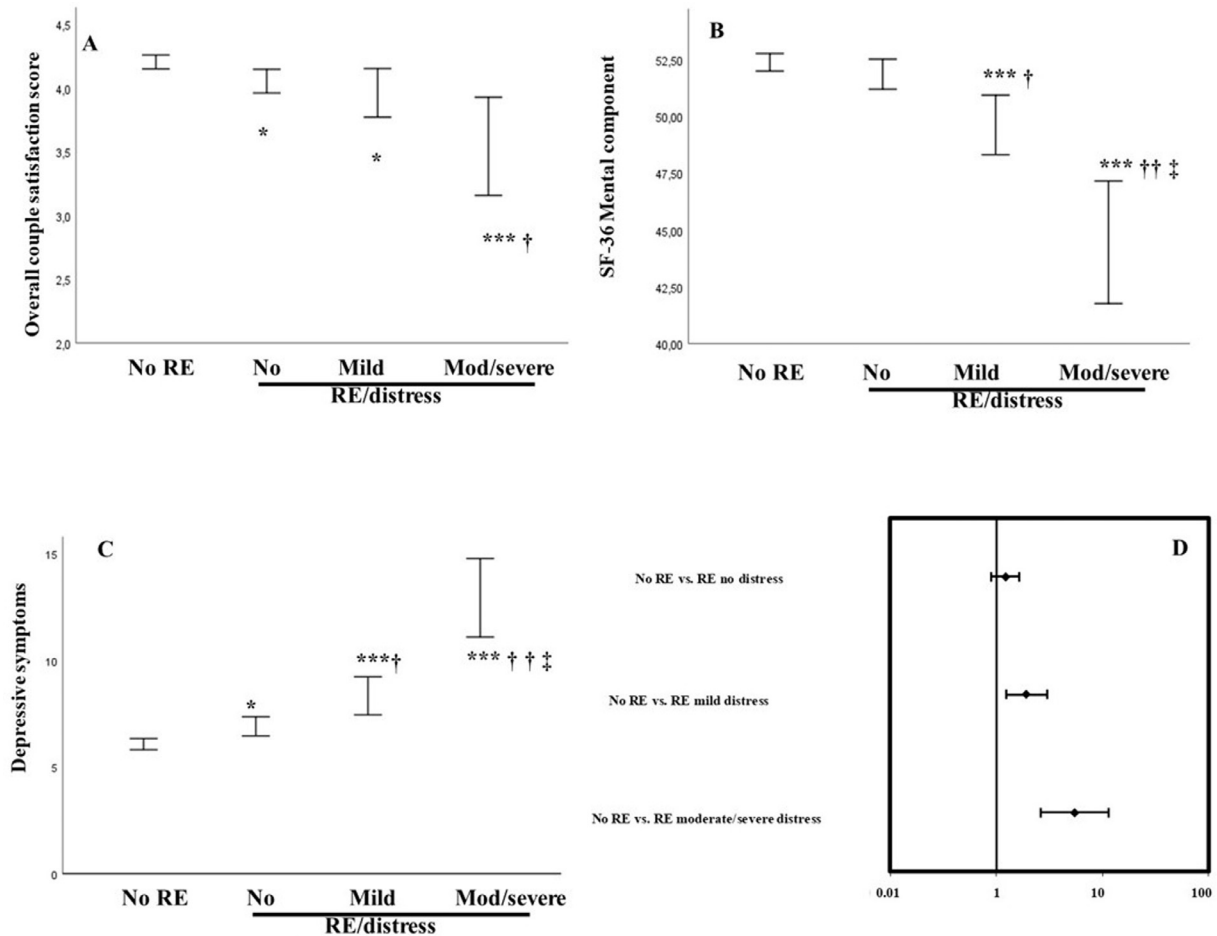 A
Overall couple satisfaction score
4,5
4,0
3,5
3,0
2,5
2,0
*
*
*** †
No RE No Mild Mod/severe
RE/distress
B
SF-36 Mental component
52,50
50,00
47,50
45,00
42,50
40,00
*** †
*** †† ‡
No RE No Mild Mod/severe
RE/distress
C
Depressive symptoms
15
10
5
0
*
***†
*** † † ‡
No RE No Mild Mod/severe
RE/distress
D
No RE vs. RE no distress
No RE vs. RE mild distress
No RE vs. RE moderate/severe distress
0.01 1 10 100